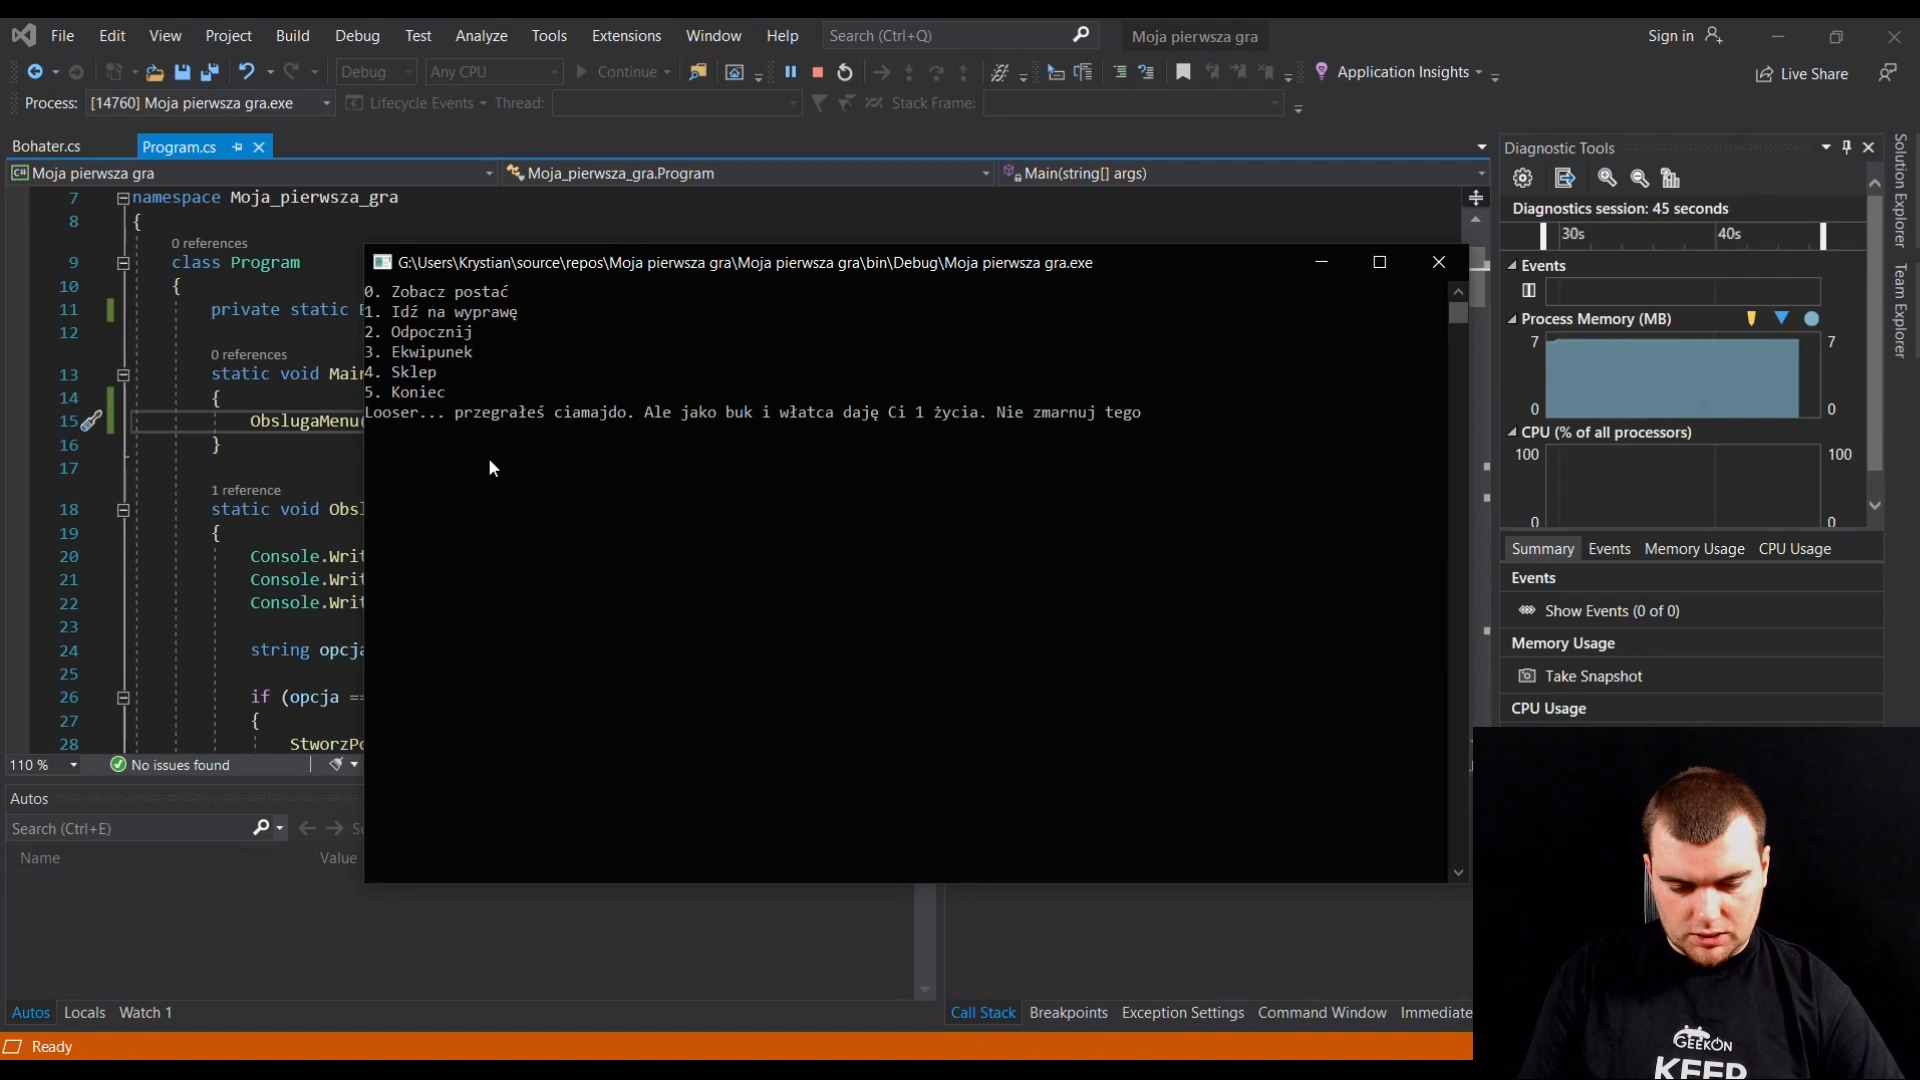 File Edit View Project Build Debug Test Analyze Tools Extensions Window Help Search (Ctrl+Q) Moja pierwsza gra Sign in
Debug Any CPU Continue Application Insights Live Share
Process: [14760] Moja pierwsza gra.exe Lifecycle Events Thread: Stack Frame:
Bohater.cs Program.cs
Moja pierwsza gra Moja_pierwsza_gra.Program Main(string[] args)
7 namespace Moja_pierwsza_gra
8 {
0 references
9 class Program
10 {
11 private static
12
0 references
13 static void Mai
14 {
15 ObslugaMenu(
16 }
17
1 reference
18 static void Obsl
19 {
20 Console.Writ
21 Console.Writ
22 Console.Writ
23
24 string opcja
25
26 if (opcja ==
27 {
28 StworzPo
G:\Users\Krystian\source\repos\Moja pierwsza gra\Moja pierwsza gra\bin\Debug\Moja pierwsza gra.exe
0. Zobacz postać
1. Idź na wyprawę
2. Odpocznij
3. Ekwipunek
4. Sklep
5. Koniec
Looser... przegrałeś ciamajdo. Ale jako buk i włatca daję Ci 1 życia. Nie zmarnuj tego
110 % No issues found
Autos
Search (Ctrl+E)
Name Value
Autos Locals Watch 1
Call Stack Breakpoints Exception Settings Command Window Immediate
Ready
Diagnostic Tools
Diagnostics session: 45 seconds
30s 40s
Events
Process Memory (MB)
7 7
0 0
CPU (% of all processors)
100 100
0 0
Summary Events Memory Usage CPU Usage
Events
Show Events (0 of 0)
Memory Usage
Take Snapshot
CPU Usage
Solution Explorer
Team Explorer
GEEKON
KEEP